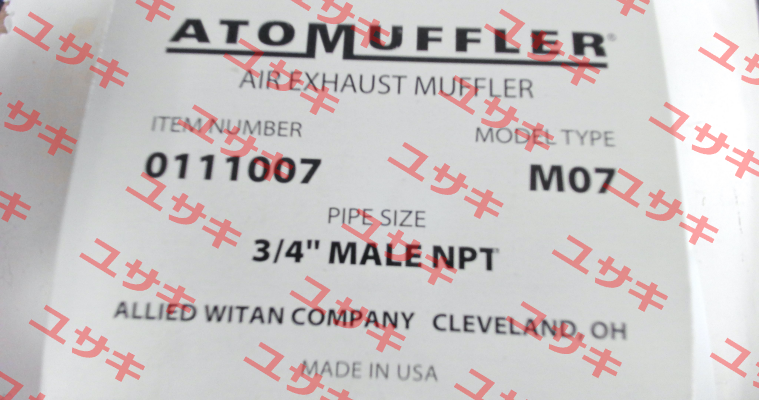 ATOMUFFLER®
AIR EXHAUST MUFFLER
ITEM NUMBER MODEL TYPE
0111007 M07
PIPE SIZE
3/4" MALE NPT
ALLIED WITAN COMPANY CLEVELAND, OH
MADE IN USA
ユサキ